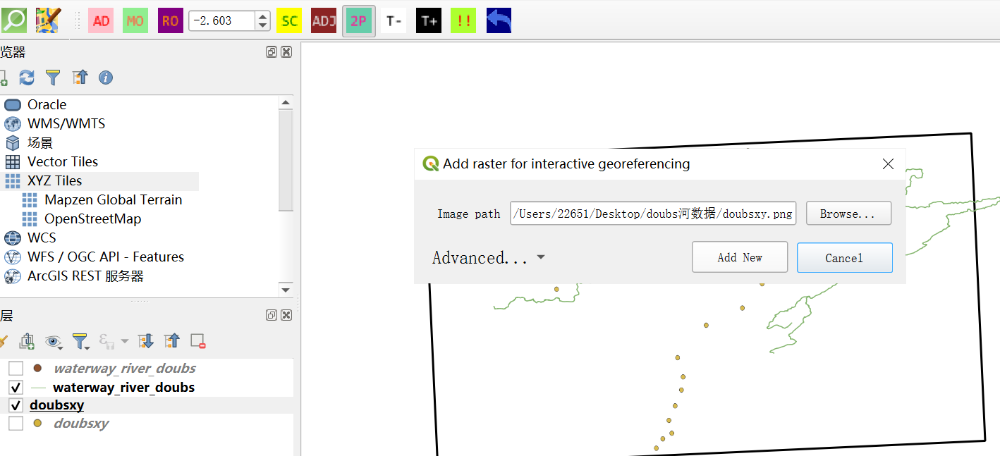 AD MO RO -2.603 SC ADJ 2P T- T+ !!
览器
Oracle
WMS/WMTS
场景
Vector Tiles
XYZ Tiles
Mapzen Global Terrain
OpenStreetMap
WCS
WFS / OGC API - Features
ArcGIS REST 服务器
层
waterway_river_doubs
waterway_river_doubs
doubsxy
doubsxy
Add raster for interactive georeferencing
Image path /Users/22651/Desktop/doubs河数据/doubsxy.png Browse...
Advanced... Add New Cancel